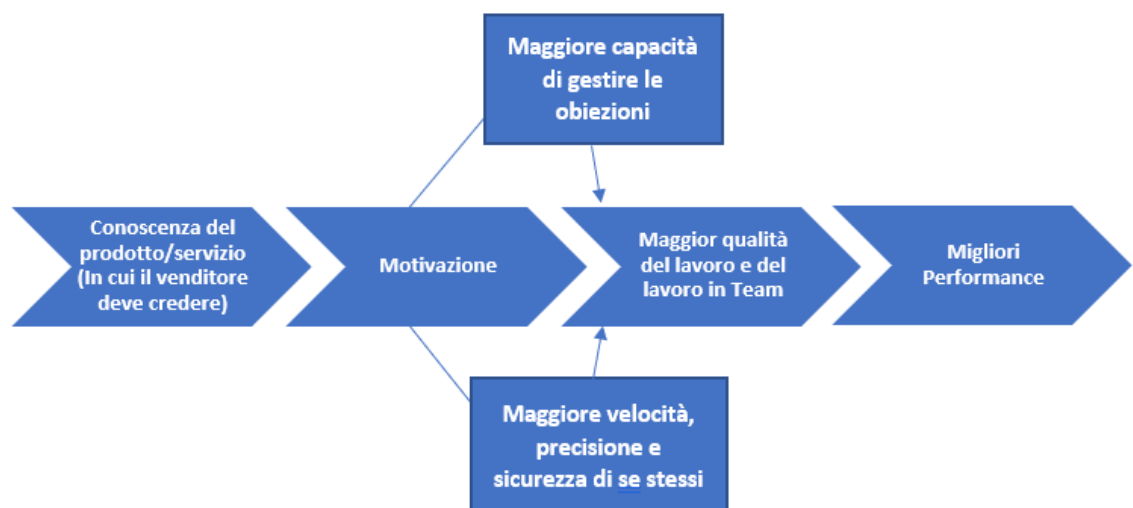 Maggiore capacità
di gestire le
obiezioni
Conoscenza del
prodotto/servizio
(In cui il venditore
deve credere)
Motivazione
Maggior qualità
del lavoro e del
lavoro in Team
Migliori
Performance
Maggiore velocità,
precisione e
sicurezza di se stessi